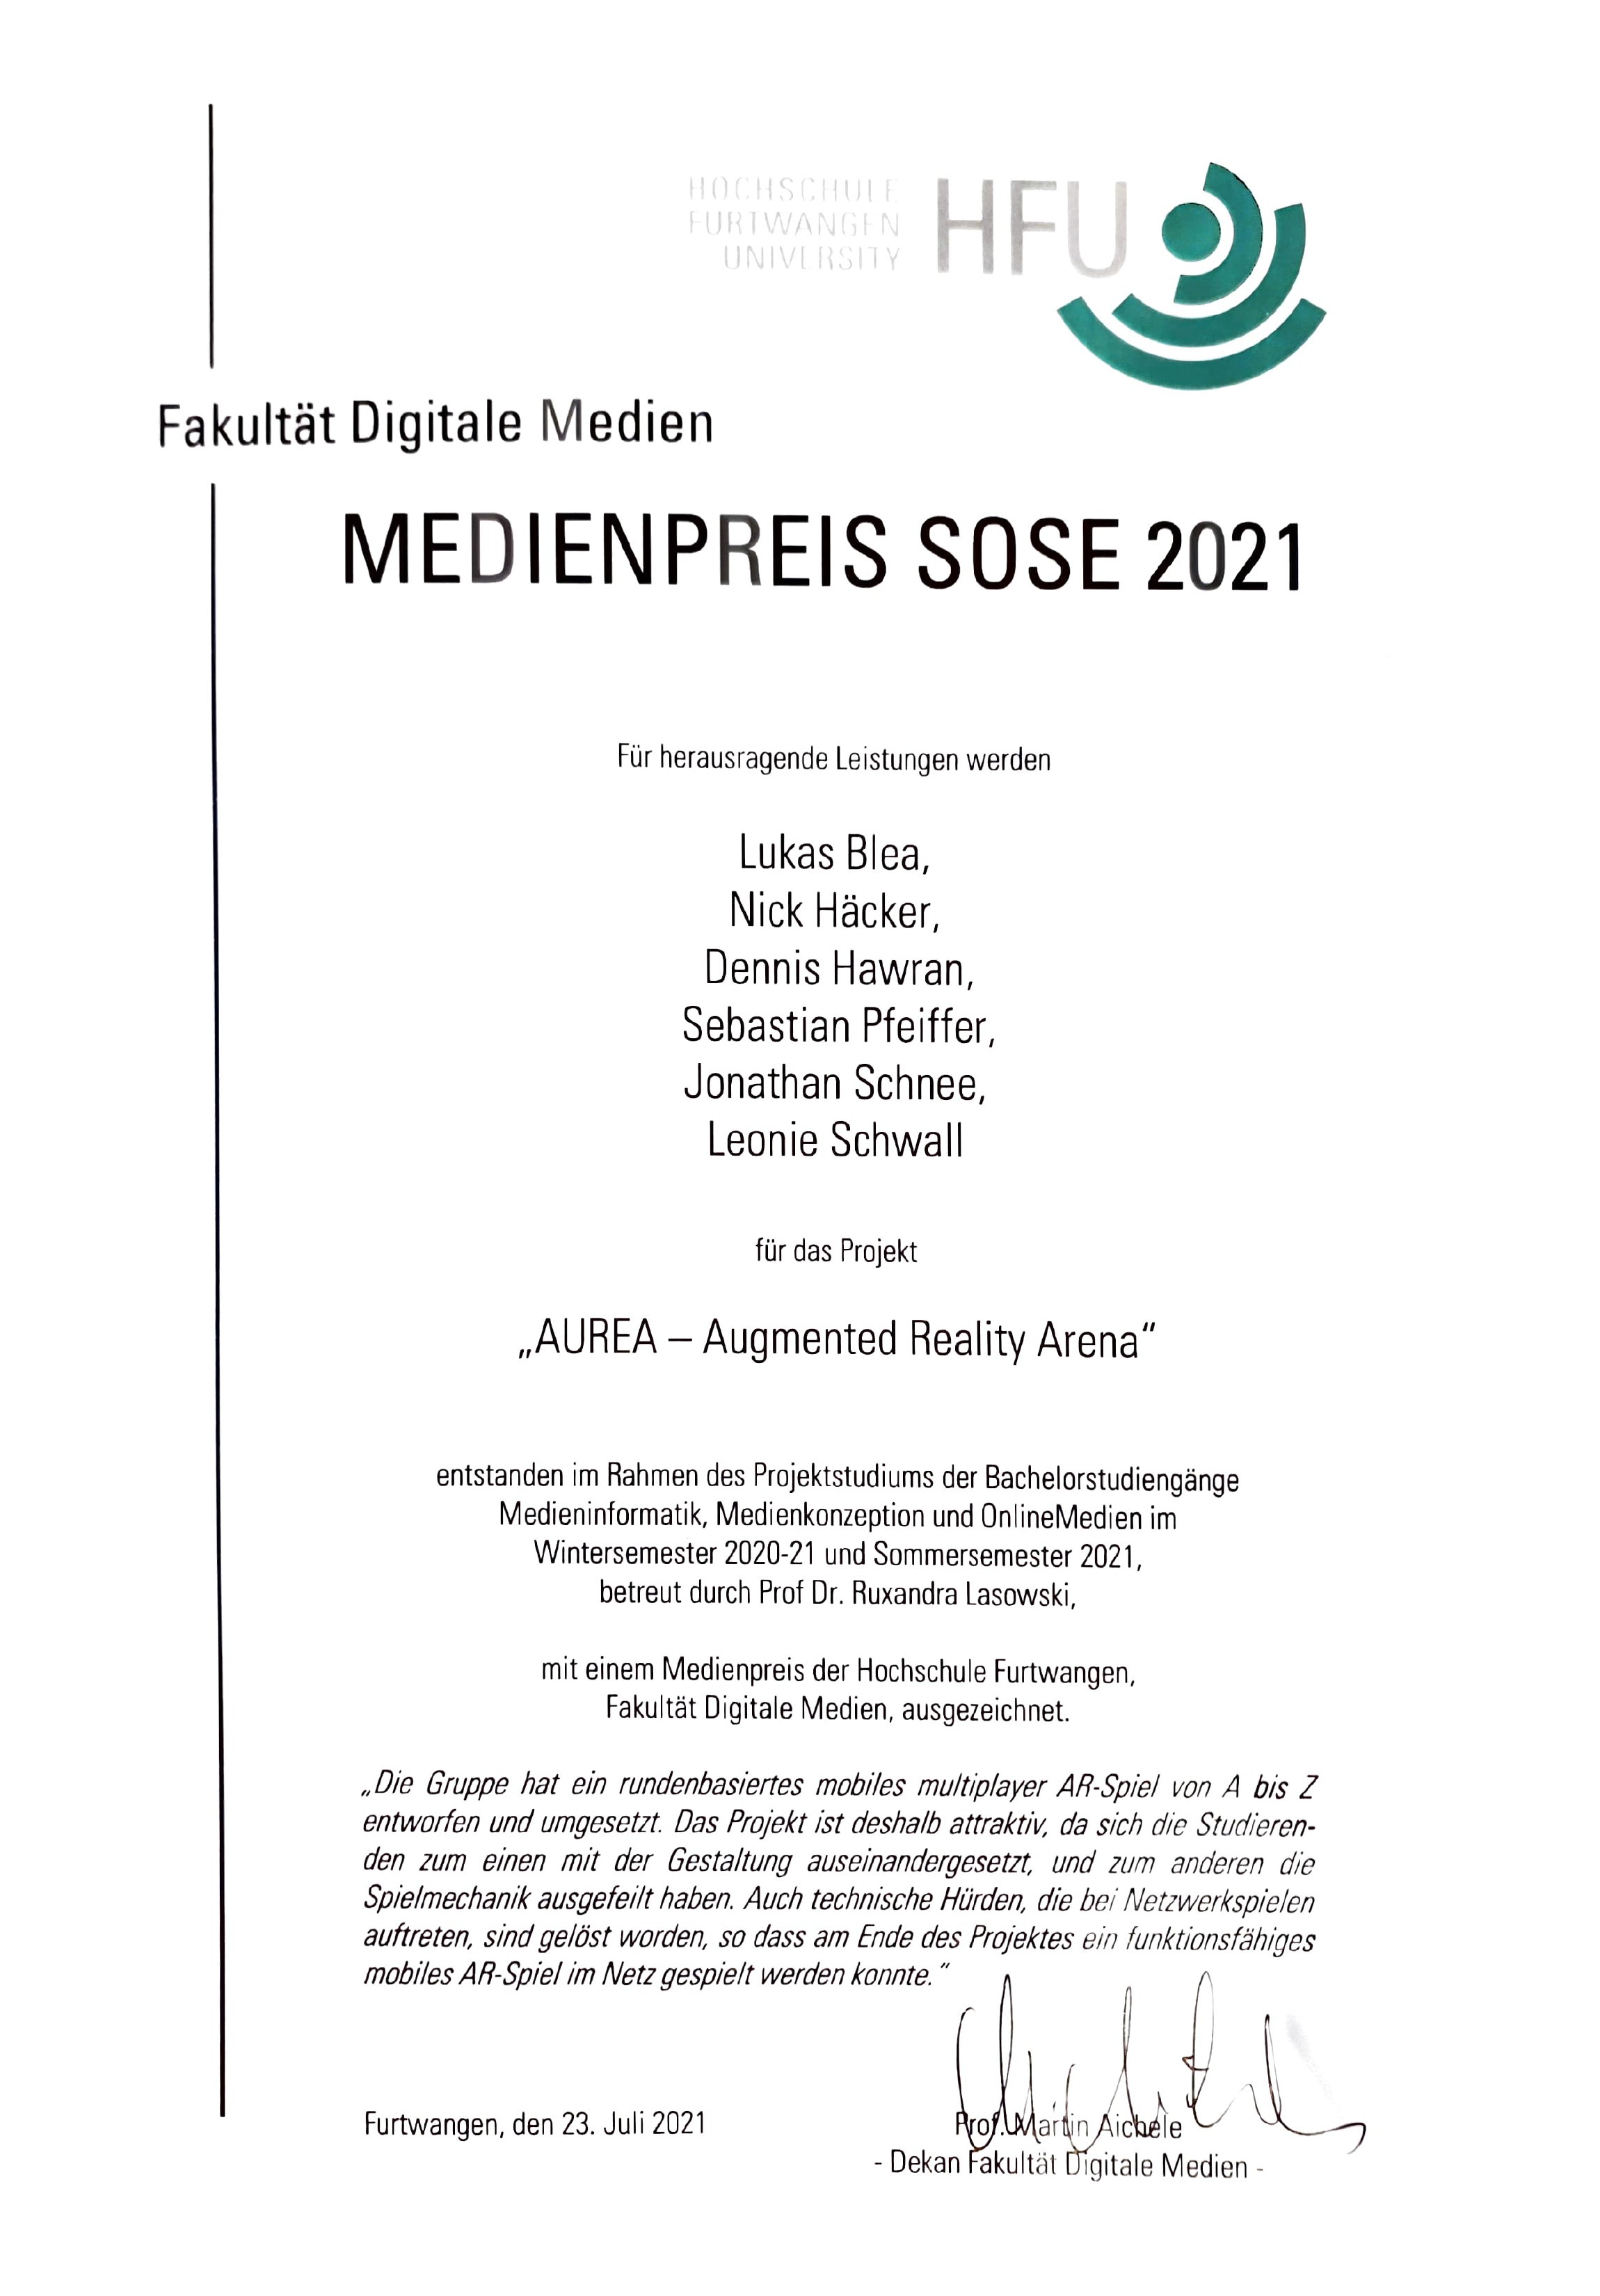 HOCHSCHULE
FURTWANGEN
UNIVERSITY
HFU
Fakultät Digitale Medien
MEDIENPREIS SOSE 2021
Für herausragende Leistungen werden
Lukas Blea,
Nick Häcker,
Dennis Hawran,
Sebastian Pfeiffer,
Jonathan Schnee,
Leonie Schwall
für das Projekt
„AUREA – Augmented Reality Arena“
entstanden im Rahmen des Projektstudiums der Bachelorstudiengänge
Medieninformatik, Medienkonzeption und OnlineMedien im
Wintersemester 2020-21 und Sommersemester 2021,
betreut durch Prof Dr. Ruxandra Lasowski,
mit einem Medienpreis der Hochschule Furtwangen,
Fakultät Digitale Medien, ausgezeichnet.
„Die Gruppe hat ein rundenbasiertes mobiles multiplayer AR-Spiel von A bis Z
entworfen und umgesetzt. Das Projekt ist deshalb attraktiv, da sich die Studieren-
den zum einen mit der Gestaltung auseinandergesetzt, und zum anderen die
Spielmechanik ausgefeilt haben. Auch technische Hürden, die bei Netzwerkspielen
auftreten, sind gelöst worden, so dass am Ende des Projektes ein funktionsfähiges
mobiles AR-Spiel im Netz gespielt werden konnte.“
Furtwangen, den 23. Juli 2021
Prof. Martin Aichele
- Dekan Fakultät Digitale Medien -